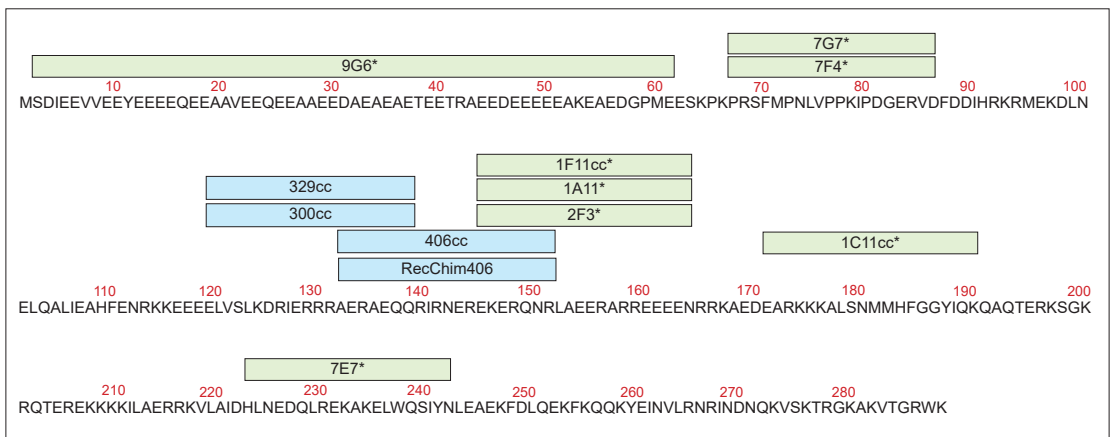 7G7*
9G6*
7F4*
10 20 30 40 50 60 70 80 90 100
MSDIEEVVEEYEEEEQEEAAVEEQEEAAEEDAEAEAETEETRAEEDEEEEEAKEAEDGPMEESKPKPRSFMPNLVPPKIPDGERVDFDDIHRKRMEKDLN
1F11cc*
329cc 1A11*
300cc 2F3*
406cc 1C11cc*
RecChim406
110 120 130 140 150 160 170 180 190 200
ELQALIEAHFENRKKEEEELVSLKDRIERRRAERAEQQRIRNEREKERQNRLAEERARREEEENRRKAEDEARKKKALSNMMHFGGYIQKQAQTERKSGK
7E7*
210 220 230 240 250 260 270 280
RQTEREKKKKILAERRKVLAIDHLNEDQLREKAKELWQSIYNLEAEKFDLQEKFKQQKYEINVLRNRINDNQKVSKTRGKAKVTGRWK